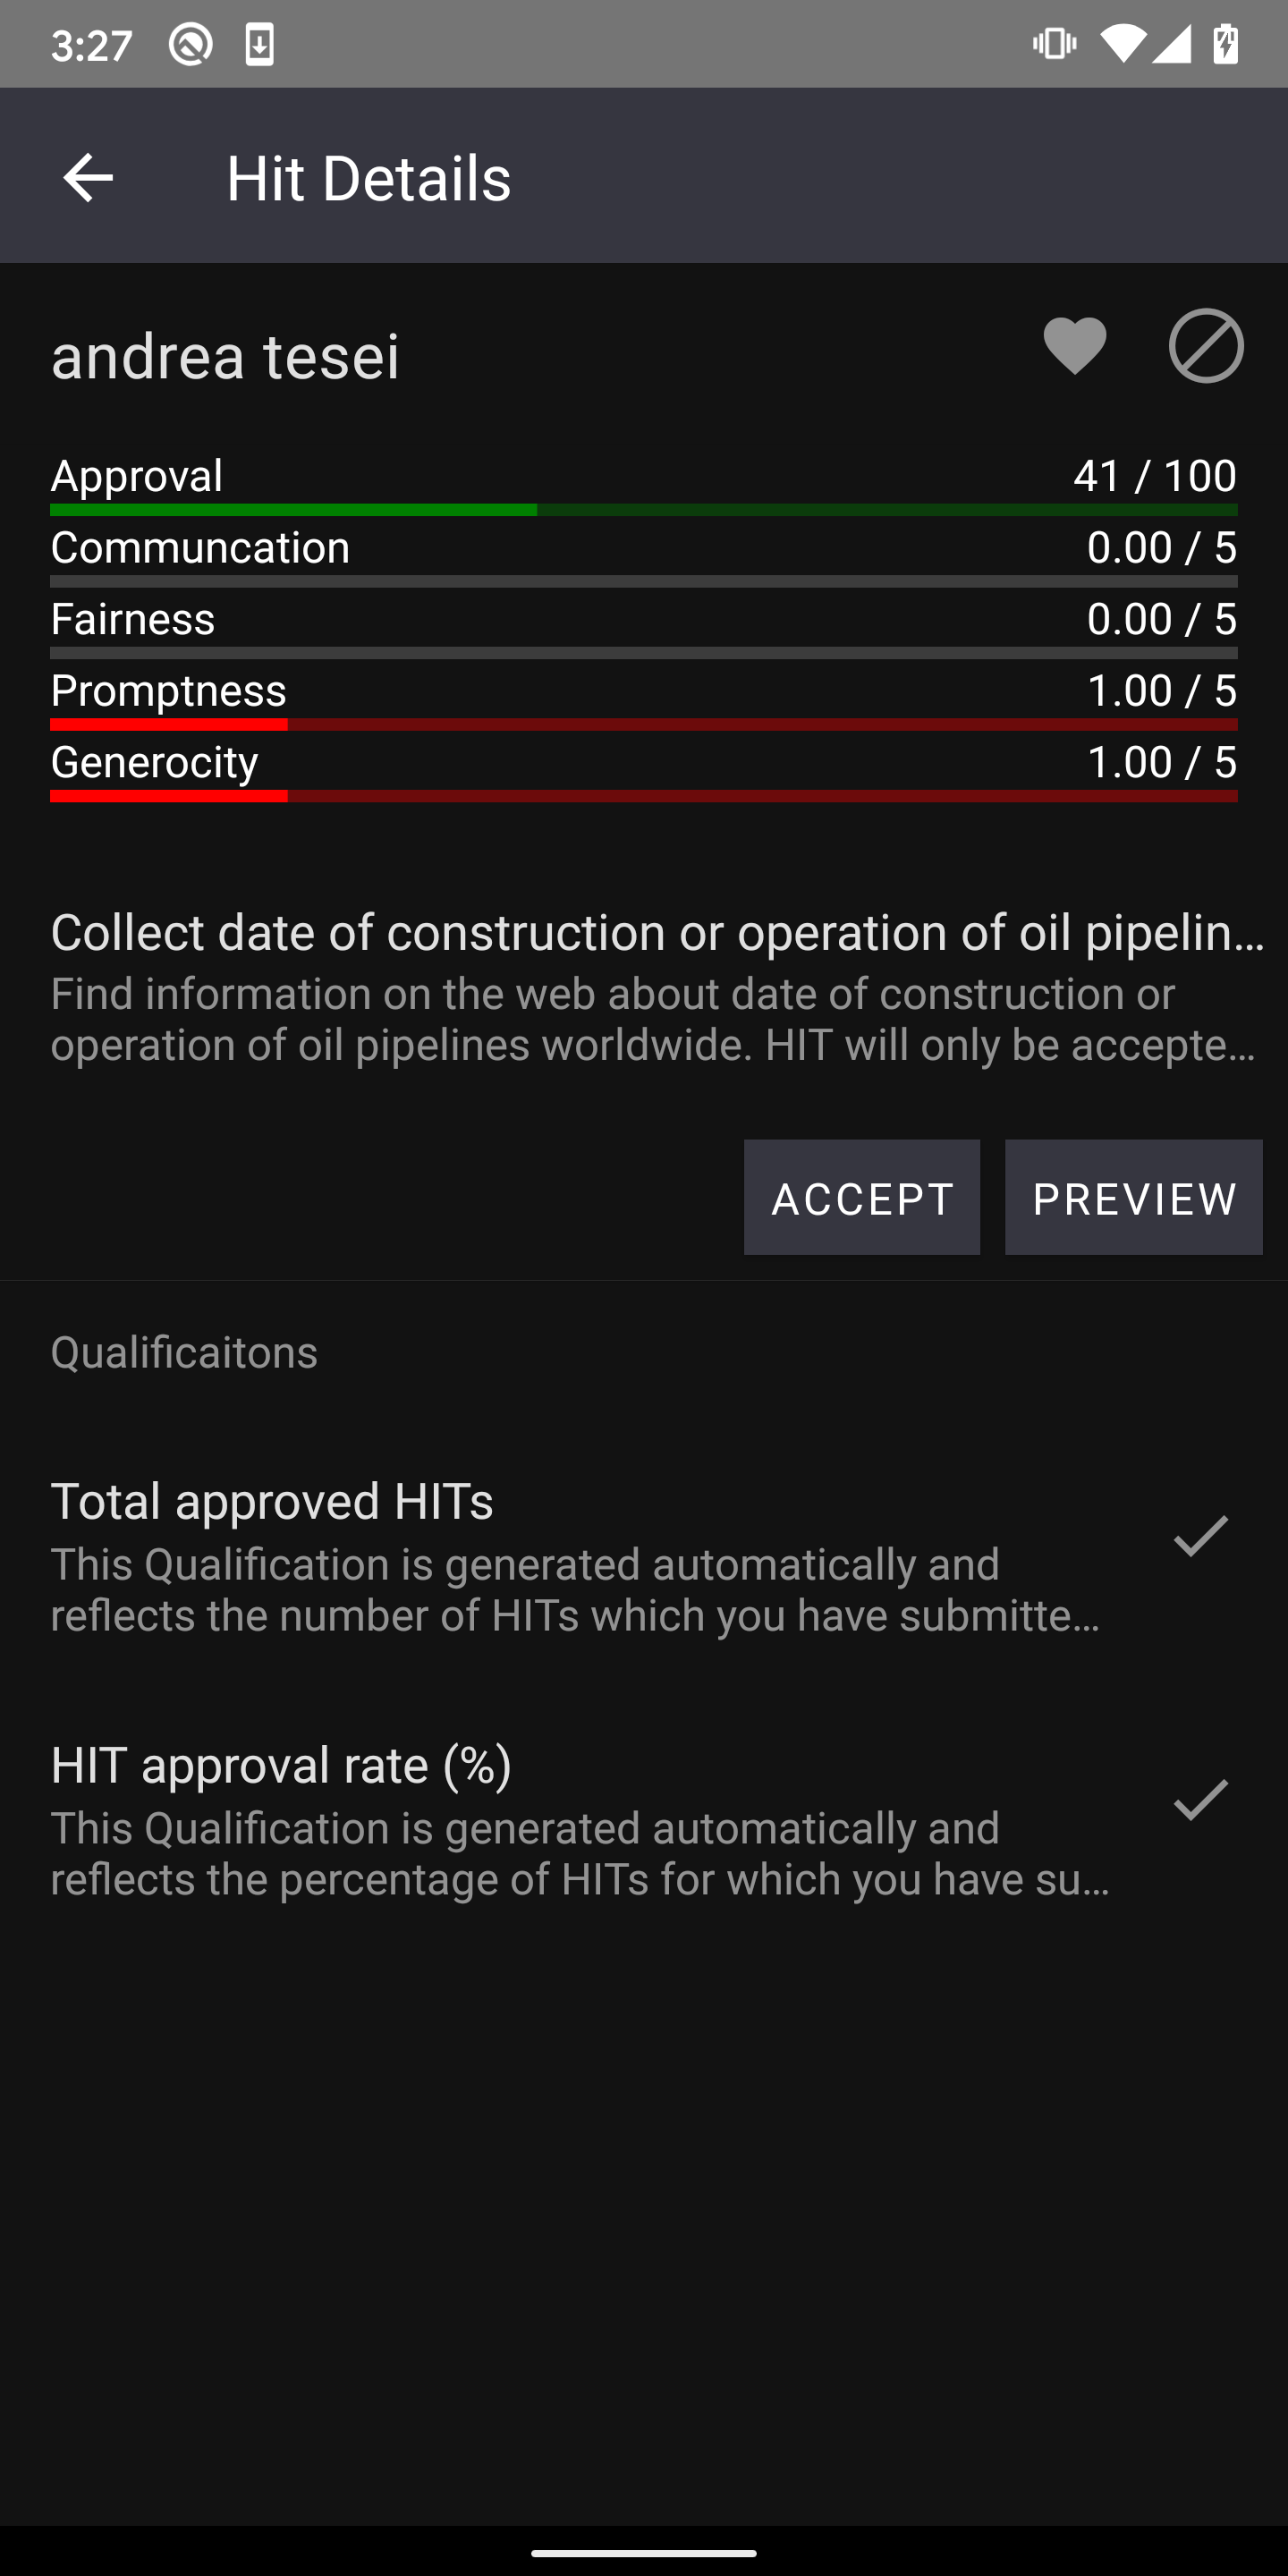 3:27
Hit Details
andrea tesei
Approval 41 / 100
Communcation 0.00 / 5
Fairness 0.00 / 5
Promptness 1.00 / 5
Generocity 1.00 / 5
Collect date of construction or operation of oil pipelin...
Find information on the web about date of construction or
operation of oil pipelines worldwide. HIT will only be accepte...
ACCEPT PREVIEW
Qualificaitons
Total approved HITs
This Qualification is generated automatically and
reflects the number of HITs which you have submitte...
HIT approval rate (%)
This Qualification is generated automatically and
reflects the percentage of HITs for which you have su...